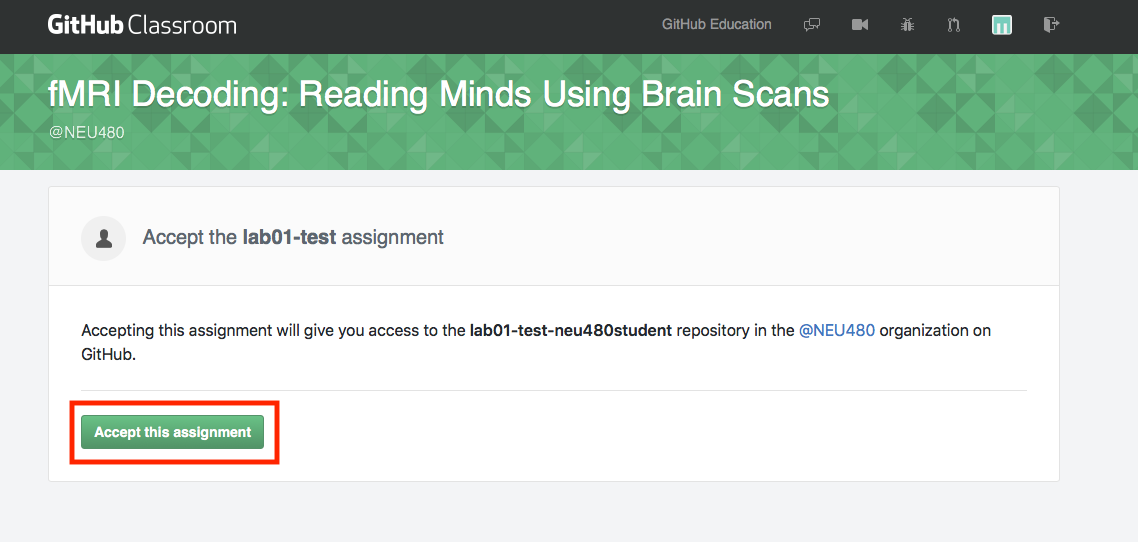 GitHub Classroom
GitHub Education
fMRI Decoding: Reading Minds Using Brain Scans
@NEU480
Accept the lab01-test assignment
Accepting this assignment will give you access to the lab01-test-neu480student repository in the @NEU480 organization on
GitHub.
Accept this assignment